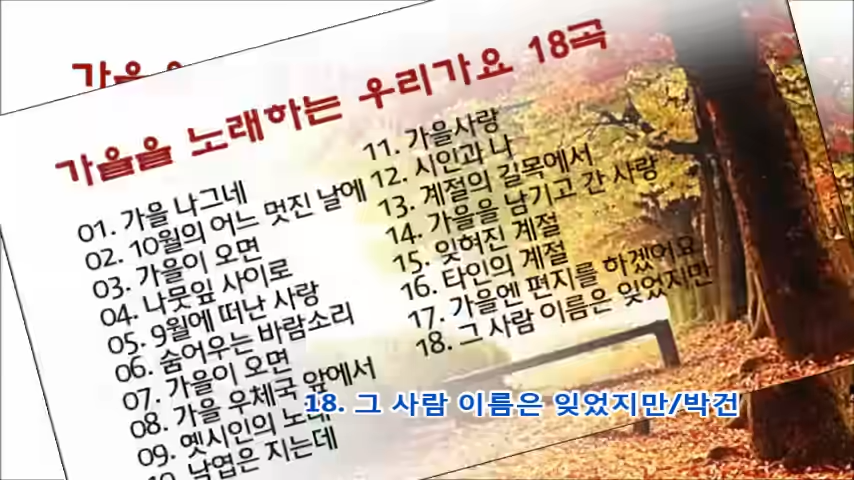 가을
가을을 노래하는 우리가요 18곡
01. 가을 나그네
02. 10월의 어느 멋진 날에
03. 가을이 오면
04. 나뭇잎 사이로
05. 9월에 떠난 사랑
06. 숨어우는 바람소리
07. 가을이 오면
08. 가을 우체국 앞에서
09. 옛시인의 노래
10. 낙엽은 지는데
11. 가을사랑
12. 시인과 나
13. 계절의 길목에서
14. 가을을 남기고 간 사랑
15. 잊혀진 계절
16. 타인의 계절
17. 가을엔 편지를 하겠어요
18. 그 사람 이름은 잊었지만
18. 그 사람 이름은 잊었지만/박건